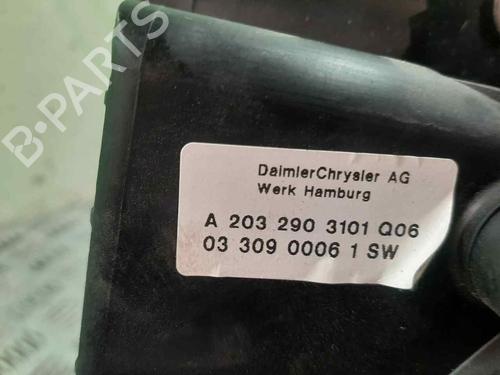 B-PARTS
DaimlerChrysler AG
Werk Hamburg
A 203 290 3101 Q06
03 309 0006 1 SW